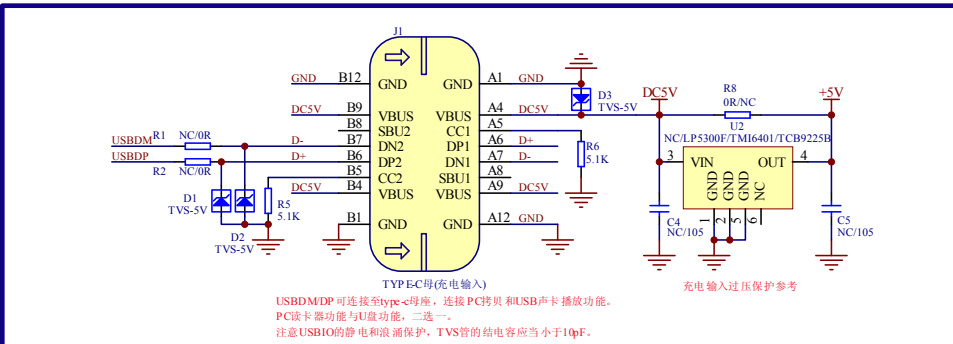 J1
GND B12 GND GND A1 GND
D3
TVS-5V
DC5V B9 VBUS VBUS A4 DC5V
B8 SBU2 CC1 A5
USBDM R1 NC/0R D- B7 DN2 DP1 A6 D+
USBDP R2 NC/0R D+ B6 DP2 DN1 A7 D-
B5 CC2 SBU1 A8
DC5V B4 VBUS VBUS A9 DC5V
B1 GND GND A12 GND
D1
TVS-5V
D2
TVS-5V
R5
5.1K
R6
5.1K
TYPE-C母(充电输入)
DC5V R8 +5V
0R/NC
U2
NC/LP5300F/TMI6401/TCB9225B
3 VIN OUT 4
GND GND GND NC
1 2 5 6
C4
NC/105
C5
NC/105
充电输入过压保护参考
USBDM/DP可连接至type-c母座，连接PC拷贝和USB声卡播放功能。
PC读卡器功能与U盘功能，二选一。
注意USBIO的静电和浪涌保护，TVS管的结电容应当小于10pF。